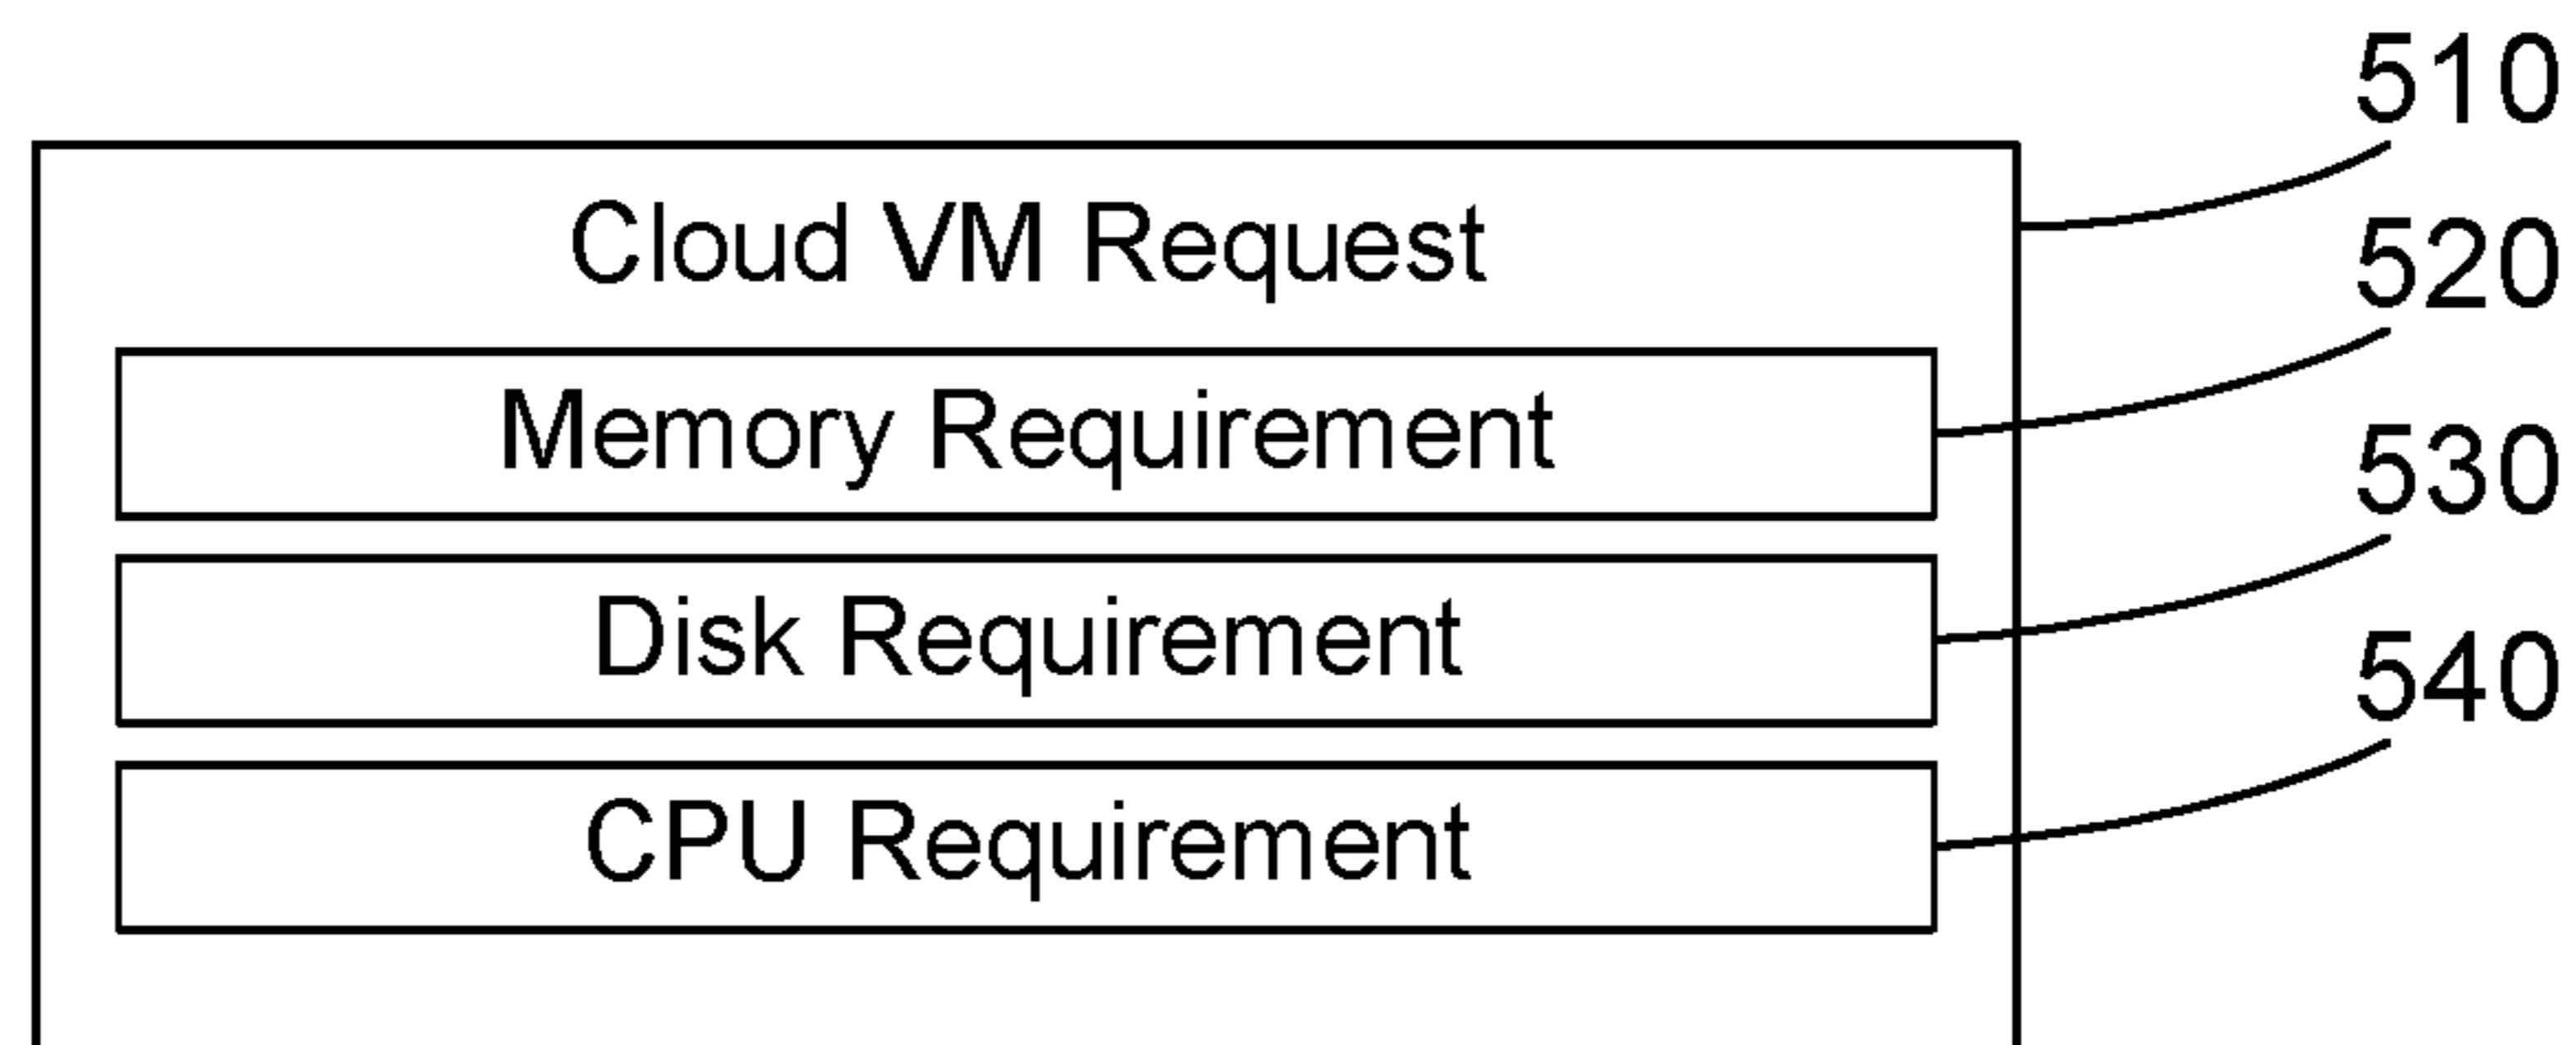 510
Cloud VM Request
520
Memory Requirement
530
Disk Requirement
540
CPU Requirement